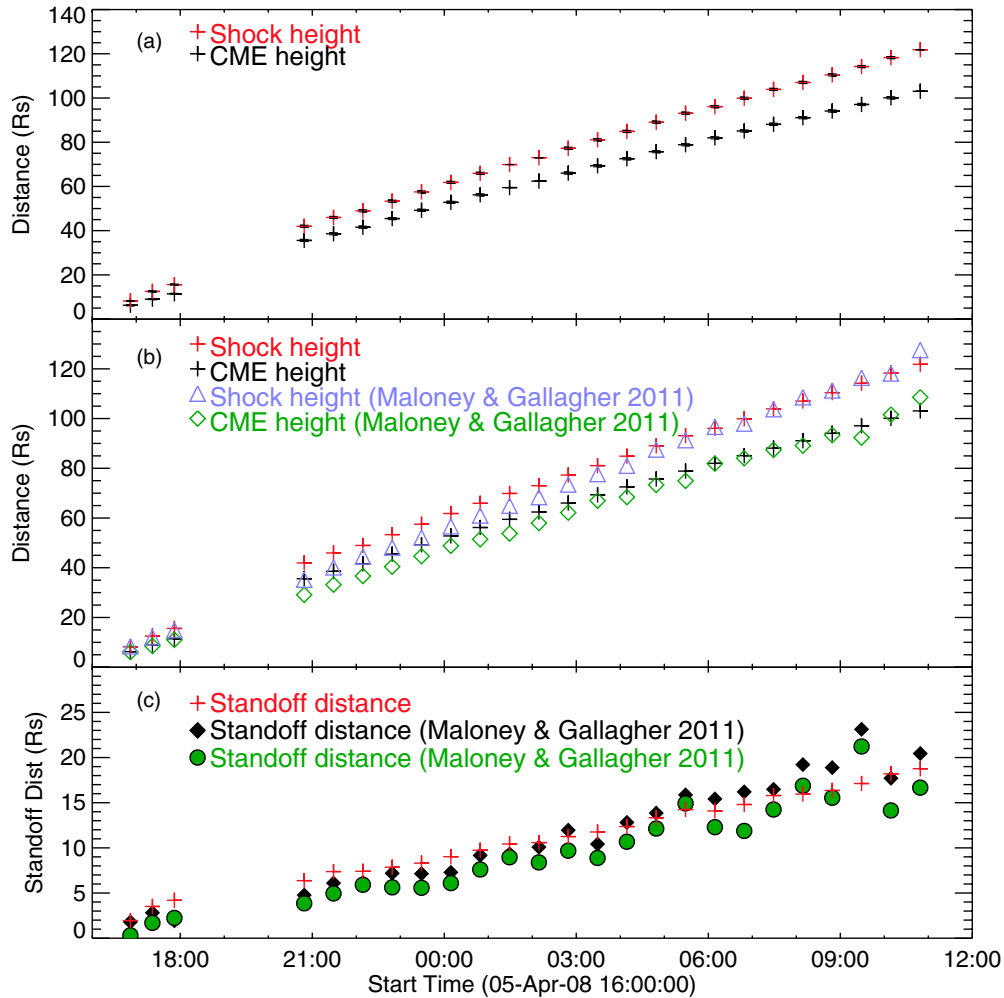 140
120
100
80
60
40
20
0
Distance (Rs)
(a)
Shock height
CME height
120
100
80
60
40
20
0
Distance (Rs)
(b)
Shock height
CME height
Shock height (Maloney & Gallagher 2011)
CME height (Maloney & Gallagher 2011)
25
20
15
10
5
0
Standoff Dist (Rs)
(c)
Standoff distance
Standoff distance (Maloney & Gallagher 2011)
Standoff distance (Maloney & Gallagher 2011)
18:00 21:00 00:00 03:00 06:00 09:00 12:00
Start Time (05-Apr-08 16:00:00)